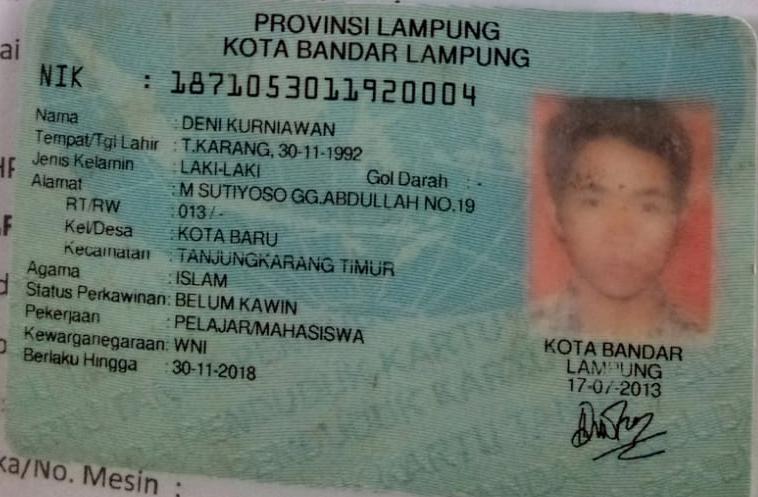 PROVINSI LAMPUNG
KOTA BANDAR LAMPUNG
NIK : 1871053011920004
Nama : DENI KURNIAWAN
Tempat/Tgl Lahir : T.KARANG, 30-11-1992
Jenis Kelamin : LAKI-LAKI Gol Darah : -
Alamat : M SUTIYOSO GG.ABDULLAH NO.19
RT/RW : 013 / -
Kel/Desa : KOTA BARU
Kecamatan : TANJUNGKARANG TIMUR
Agama : ISLAM
Status Perkawinan: BELUM KAWIN
Pekerjaan : PELAJAR/MAHASISWA
Kewarganegaraan: WNI
Berlaku Hingga : 30-11-2018
KOTA BANDAR
LAMPUNG
17-07-2013
ka/No. Mesin :